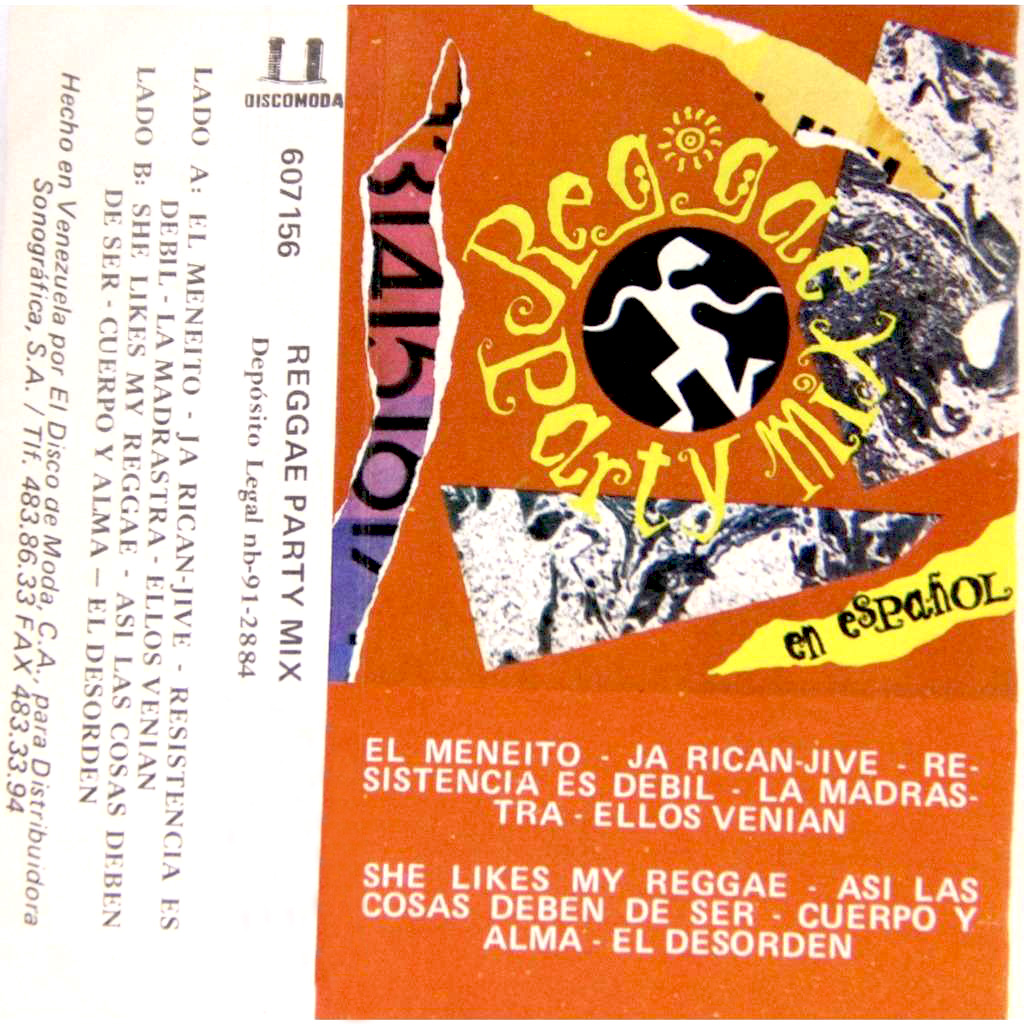 DISCOMODA
607156 REGGAE PARTY MIX
Depósito Legal nb-91-2884
LADO A: EL MENEITO - JA RICAN-JIVE - RESISTENCIA ES
DEBIL - LA MADRASTRA - ELLOS VENIAN
LADO B: SHE LIKES MY REGGAE - ASI LAS COSAS DEBEN
DE SER - CUERPO Y ALMA – EL DESORDEN
Hecho en Venezuela por El Disco de Moda, C.A., para Distribuidora
Sonográfica, S.A. / Tlf. 483.86.33 FAX 483.33.94
Reggae
Party mix
en español
EL MENEITO - JA RICAN-JIVE - RE-
SISTENCIA ES DEBIL - LA MADRAS-
TRA - ELLOS VENIAN
SHE LIKES MY REGGAE - ASI LAS
COSAS DEBEN DE SER - CUERPO Y
ALMA - EL DESORDEN